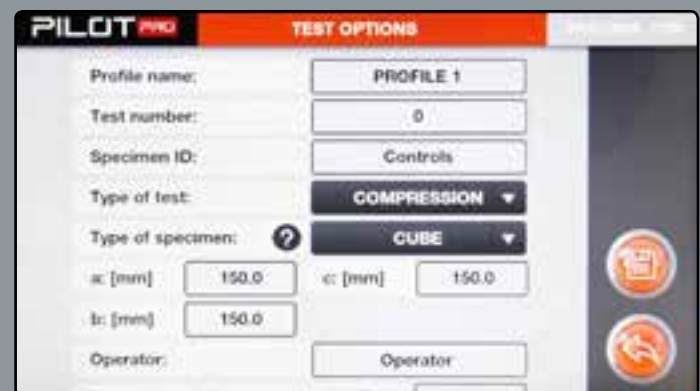 PILOT PRO TEST OPTIONS
Profile name: PROFILE 1
Test number: 0
Specimen ID: Controls
Type of test: COMPRESSION
Type of specimen: ? CUBE
a: [mm] 150.0 c: [mm] 150.0
b: [mm] 150.0
Operator: Operator